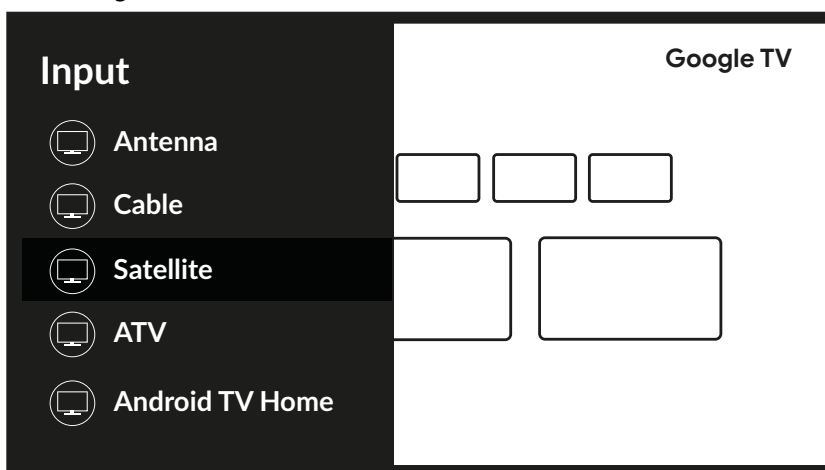 Input
Google TV
Antenna
Cable
Satellite
ATV
Android TV Home